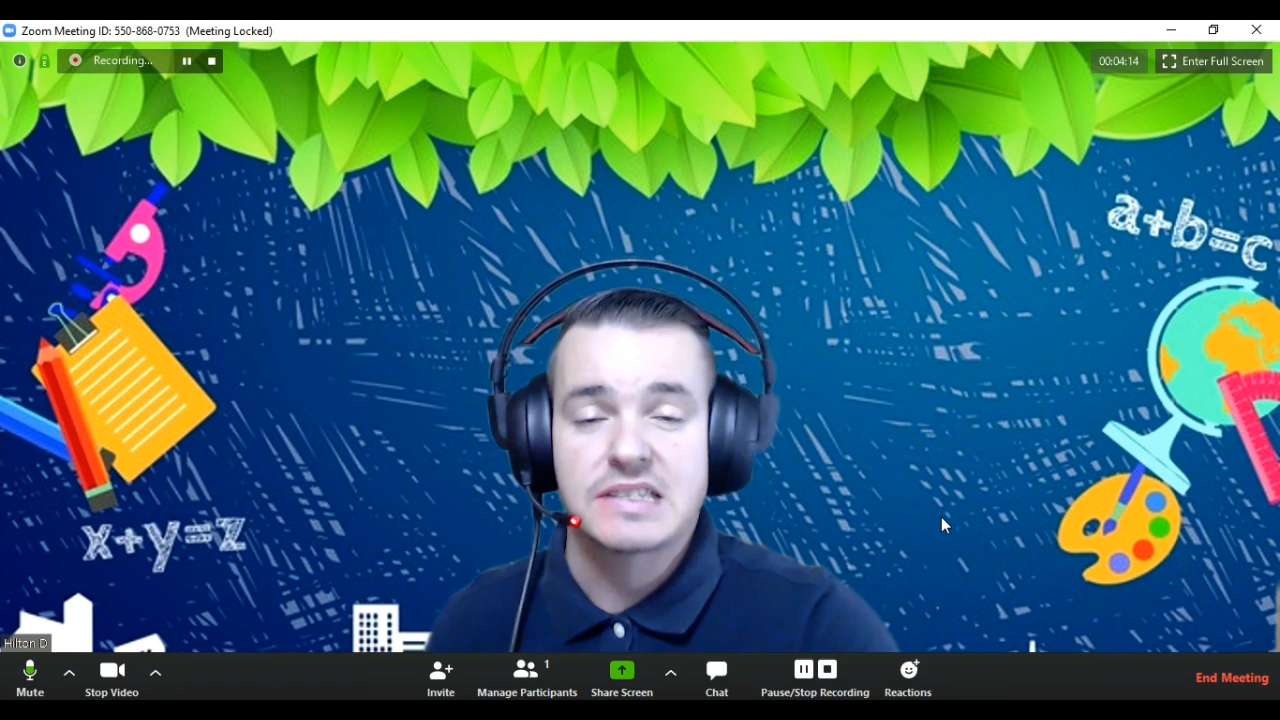 Zoom Meeting ID: 550-868-0753 (Meeting Locked)
Recording...
00:04:14
Enter Full Screen
a+b=c
x+y=z
Hilton D
1
Mute
Stop Video
Invite
Manage Participants
Share Screen
Chat
Pause/Stop Recording
Reactions
End Meeting